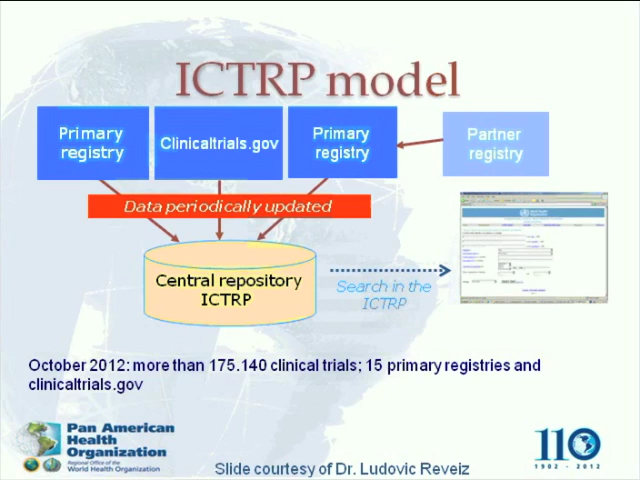 ICTRP model
Primary
registry
Clinicaltrials.gov
Primary
registry
Partner
registry
Data periodically updated
Central repository
ICTRP
Search in the
ICTRP
October 2012: more than 175.140 clinical trials; 15 primary registries and
clinicaltrials.gov
Pan American
Health
Organization
Regional Office of the
World Health Organization
110
1902 - 2012
Slide courtesy of Dr. Ludovic Reveiz